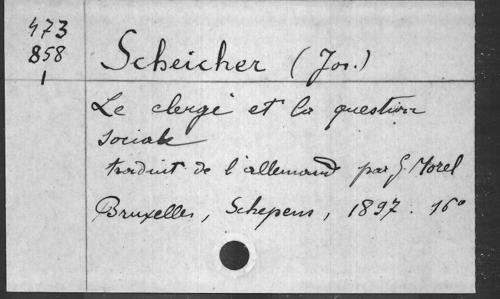 473
858
1
Scheicher (Jos.)
Le clergé et la question
sociale
traduit de l'allemand par G. Morel
Bruxelles, Schepens, 1897. 16°